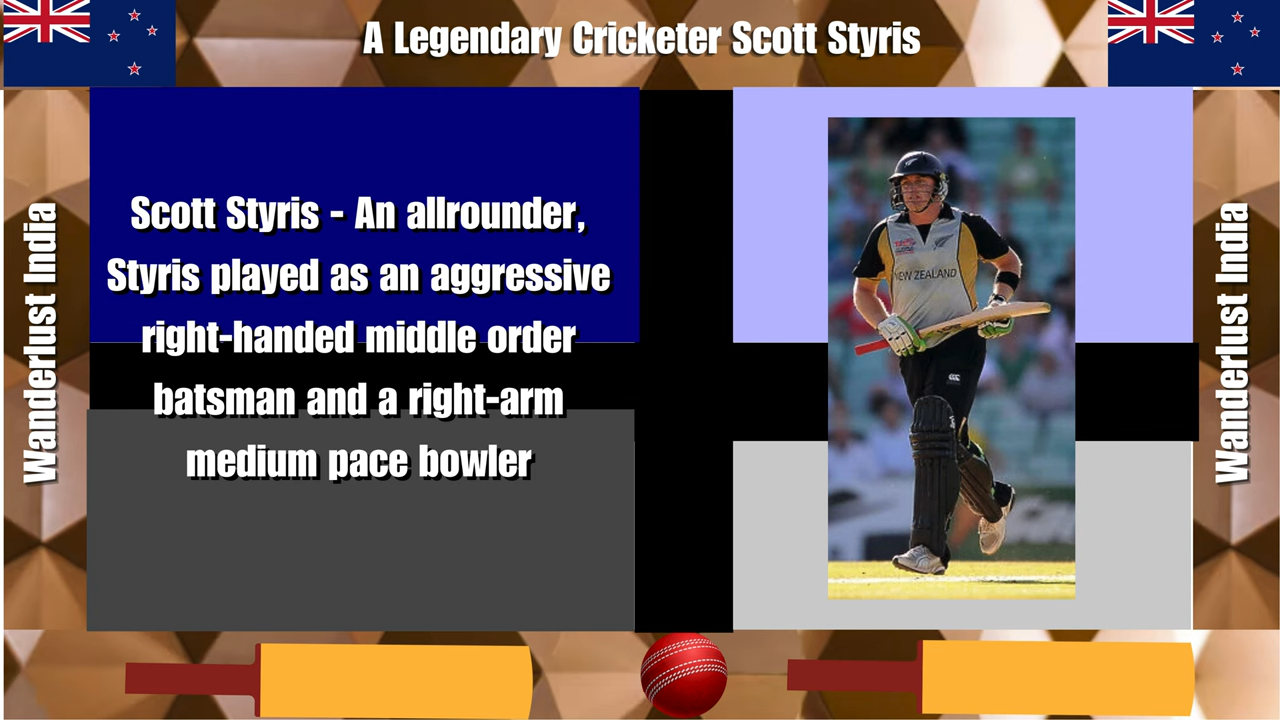 A Legendary Cricketer Scott Styris
Wanderlust India
Scott Styris - An allrounder,
Styris played as an aggressive
right-handed middle order
batsman and a right-arm
medium pace bowler
NEW ZEALAND
Wanderlust India